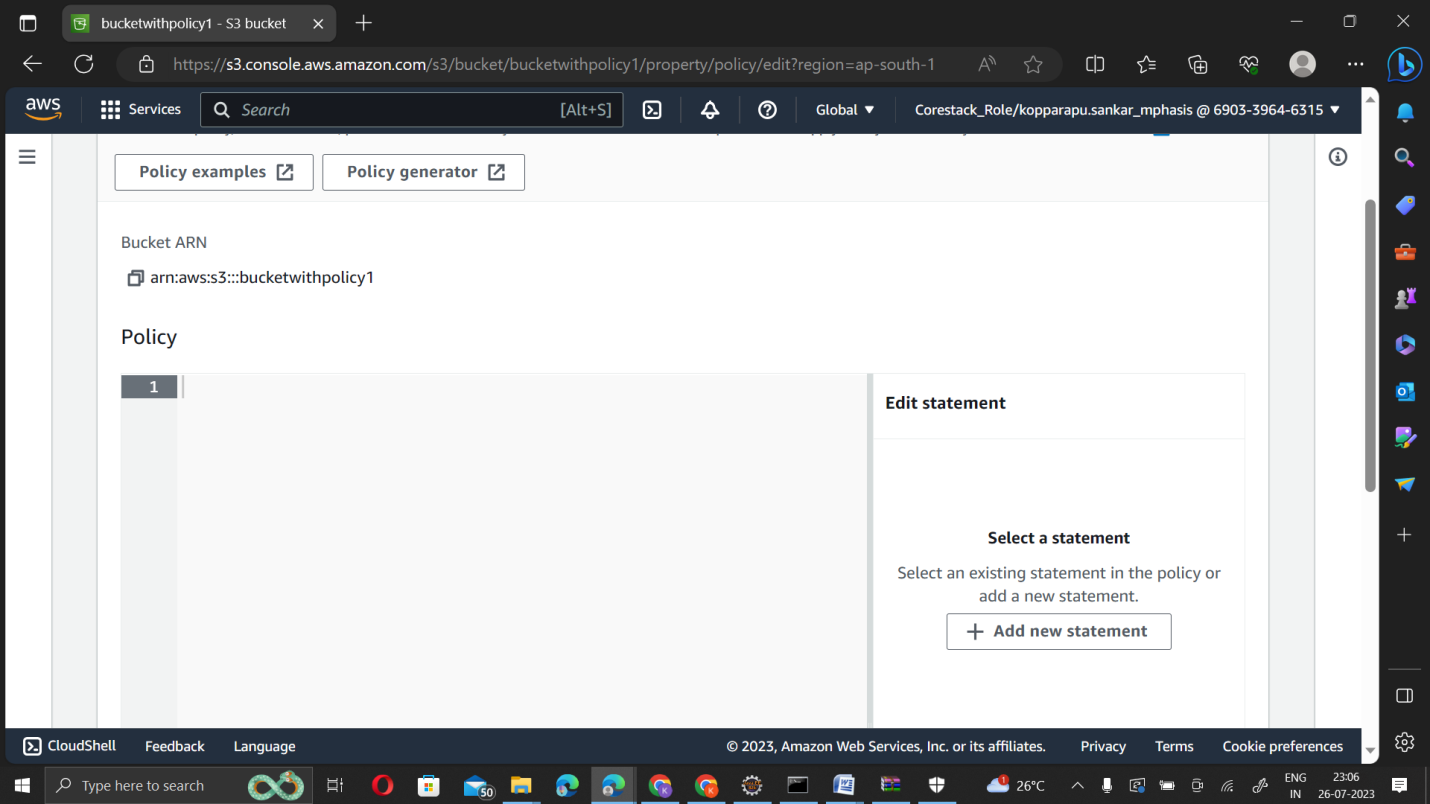 bucketwithpolicy1 - S3 bucket
https://s3.console.aws.amazon.com/s3/bucket/bucketwithpolicy1/property/policy/edit?region=ap-south-1
aws Services Search [Alt+S] Global Corestack_Role/kopparapu.sankar_mphasis @ 6903-3964-6315
Policy examples Policy generator
Bucket ARN
arn:aws:s3:::bucketwithpolicy1
Policy
1
Edit statement
Select a statement
Select an existing statement in the policy or
add a new statement.
+ Add new statement
CloudShell Feedback Language © 2023, Amazon Web Services, Inc. or its affiliates. Privacy Terms Cookie preferences
Type here to search 50 1 26°C ENG 23:06
IN 26-07-2023